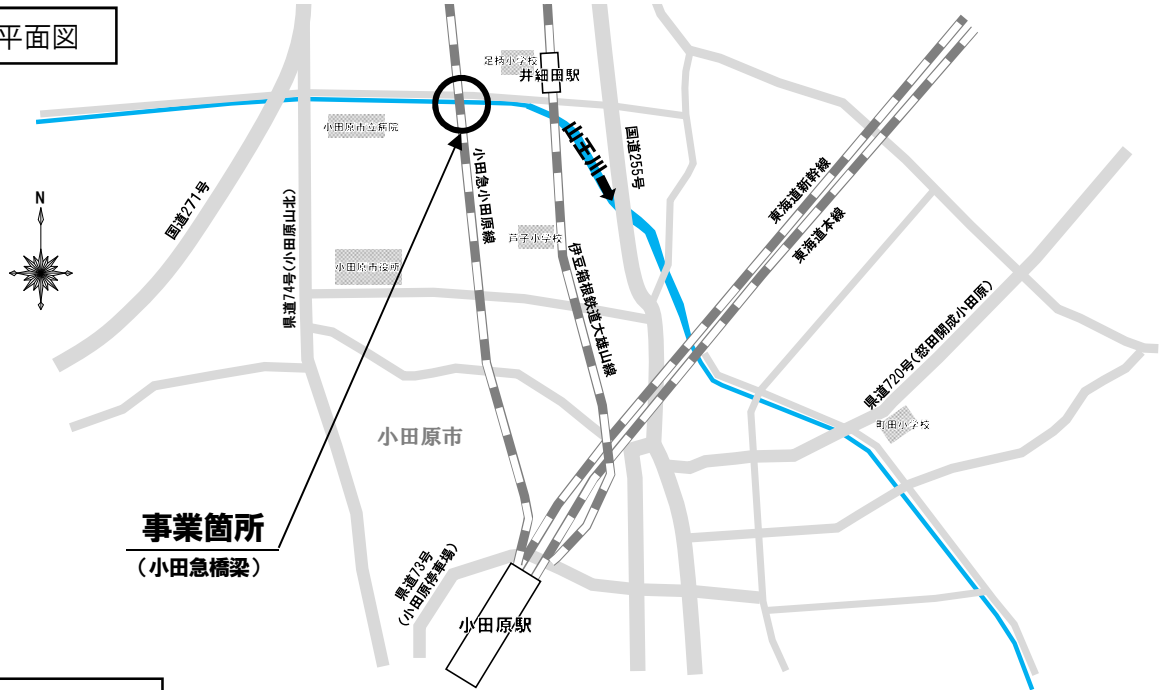 平面図
足柄小学校
井細田駅
小田原市立病院
山王川
国道255号
国道271号
N
県道74号(小田原山北)
小田急小田原線
芦子小学校
小田原市役所
伊豆箱根鉄道大雄山線
東海道新幹線
東海道本線
県道720号(怒田開成小田原)
町田小学校
小田原市
事業箇所
(小田急橋梁)
県道73号
(小田原停車場)
小田原駅